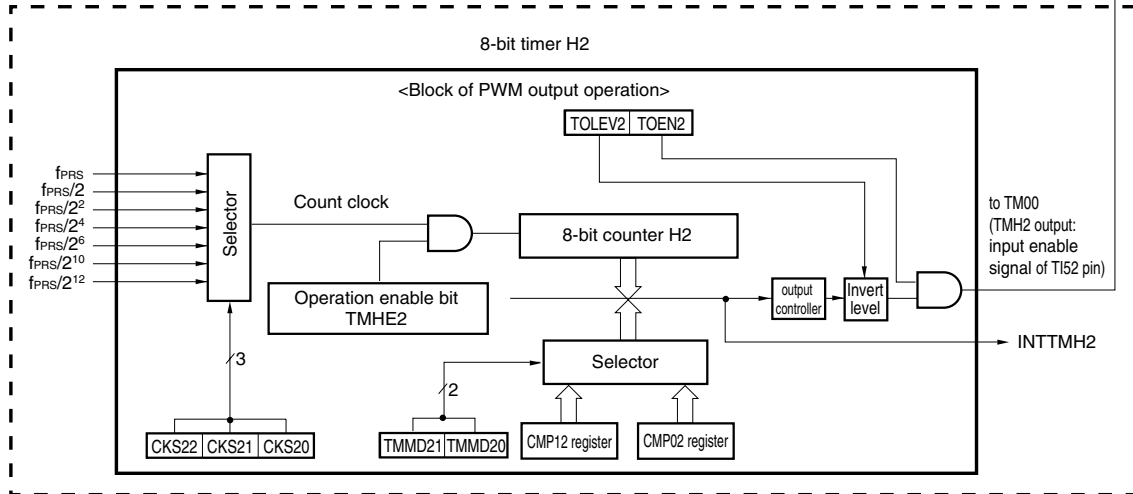 8-bit timer H2
<Block of PWM output operation>
TOLEV2 TOEN2
fPRS
fPRS/2
fPRS/2²
fPRS/2⁴
fPRS/2⁶
fPRS/2¹⁰
fPRS/2¹²
Selector
Count clock
8-bit counter H2
Operation enable bit
TMHE2
output
controller
Invert
level
to TM00
(TMH2 output:
input enable
signal of TI52 pin)
INTTMH2
Selector
3
2
CKS22 CKS21 CKS20
TMMD21 TMMD20
CMP12 register
CMP02 register